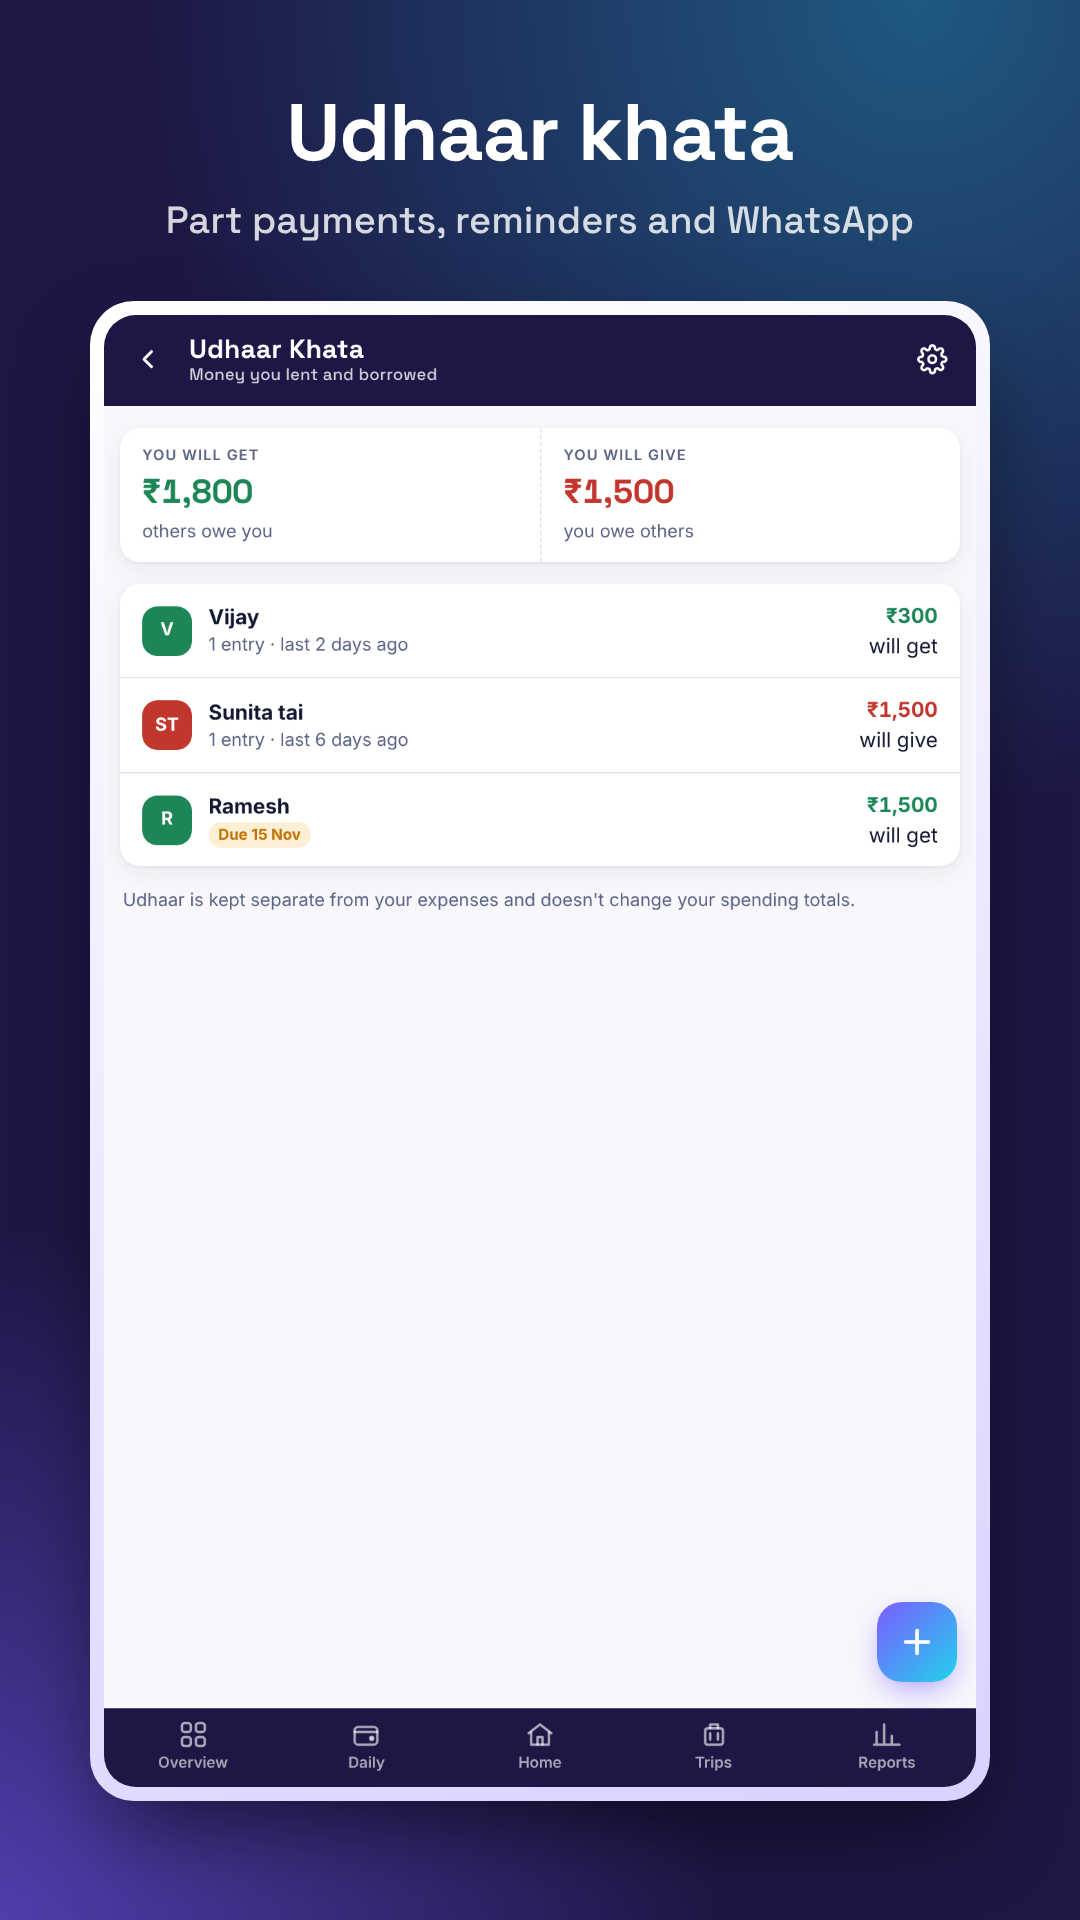 Udhaar khata
Part payments, reminders and WhatsApp
Udhaar Khata
Money you lent and borrowed
YOU WILL GET
₹1,800
others owe you
YOU WILL GIVE
₹1,500
you owe others
V
Vijay
1 entry · last 2 days ago
₹300
will get
ST
Sunita tai
1 entry · last 6 days ago
₹1,500
will give
R
Ramesh
Due 15 Nov
₹1,500
will get
Udhaar is kept separate from your expenses and doesn't change your spending totals.
Overview
Daily
Home
Trips
Reports